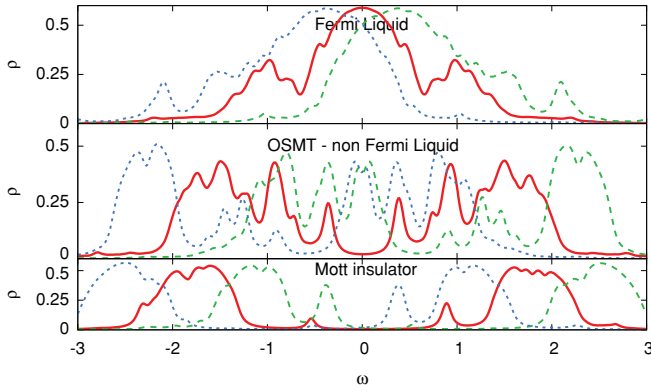 Fermi Liquid
0.5
0.25
0
ρ
OSMT - non Fermi Liquid
0.5
0.25
0
ρ
Mott insulator
0.5
0.25
0
ρ
-3 -2 -1 0 1 2 3
ω